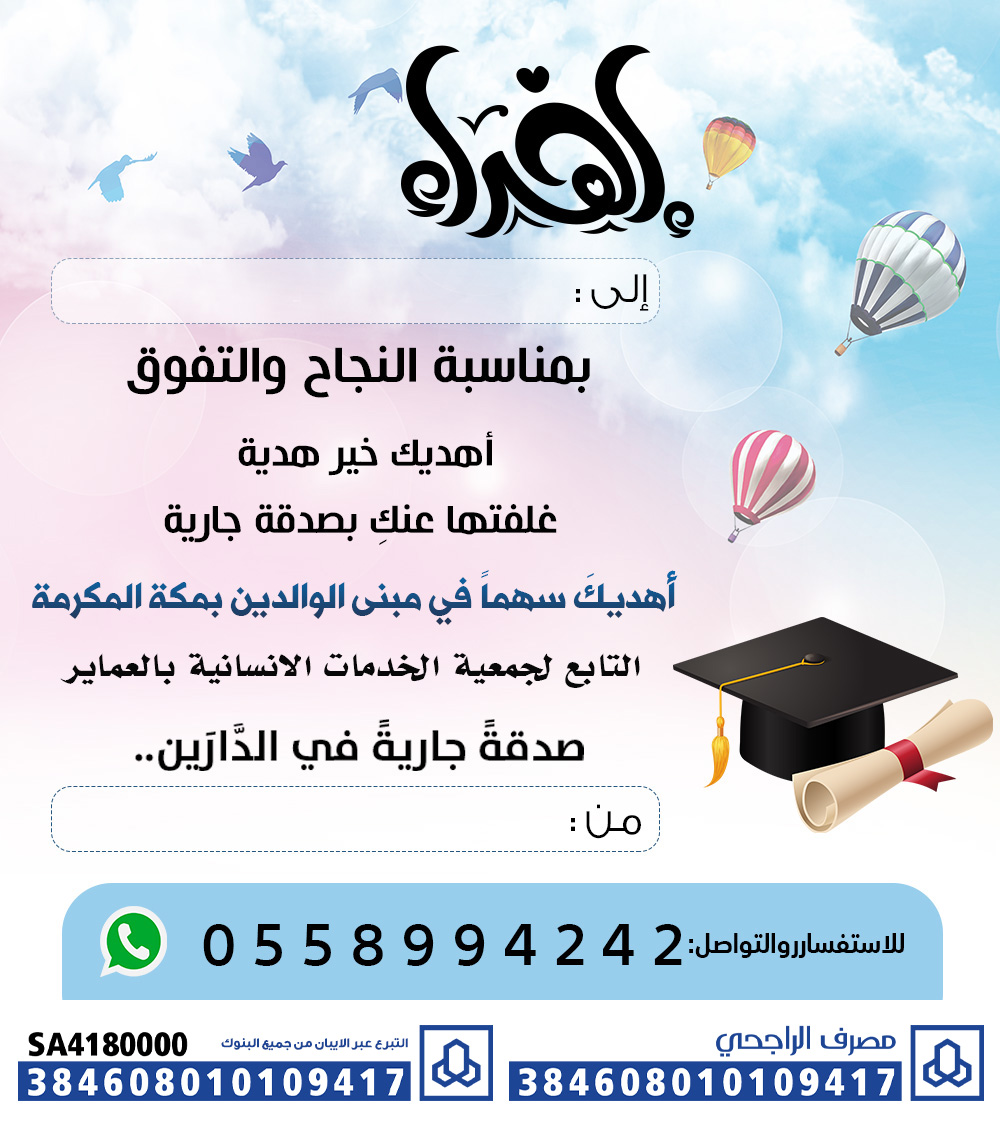 إهداء
إلى :
بمناسبة النجاح والتفوق
أهديك خير هدية
غلفتها عنكِ بصدقة جارية
أهديكَ سهماً في مبنى الوالدين بمكة المكرمة
التابع لجمعية الخدمات الانسانية بالعماير
صدقةً جاريةً في الدَّارَين..
من :
للاستفسارر والتواصل: 0558994242
مصرف الراجحي
384608010109417
التبرع عبر الايبان من جميع البنوك SA4180000
384608010109417